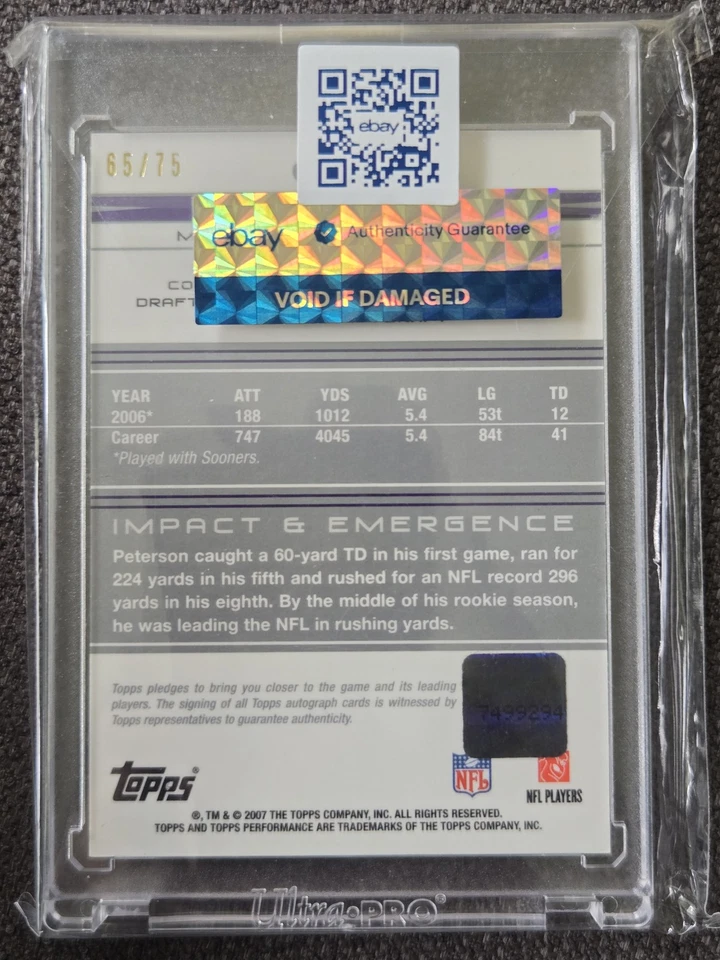 ebay
65/75
ebay Authenticity Guarantee
VOID IF DAMAGED
YEAR ATT YDS AVG LG TD
2006* 188 1012 5.4 53t 12
Career 747 4045 5.4 84t 41
*Played with Sooners.
IMPACT & EMERGENCE
Peterson caught a 60-yard TD in his first game, ran for
224 yards in his fifth and rushed for an NFL record 296
yards in his eighth. By the middle of his rookie season,
he was leading the NFL in rushing yards.
Topps pledges to bring you closer to the game and its leading
players. The signing of all Topps autograph cards is witnessed by
Topps representatives to guarantee authenticity.
7499294
Topps®
NFL
NFL PLAYERS
®, TM & © 2007 THE TOPPS COMPANY, INC. ALL RIGHTS RESERVED.
TOPPS AND TOPPS PERFORMANCE ARE TRADEMARKS OF THE TOPPS COMPANY, INC.
Ultra•PRO®